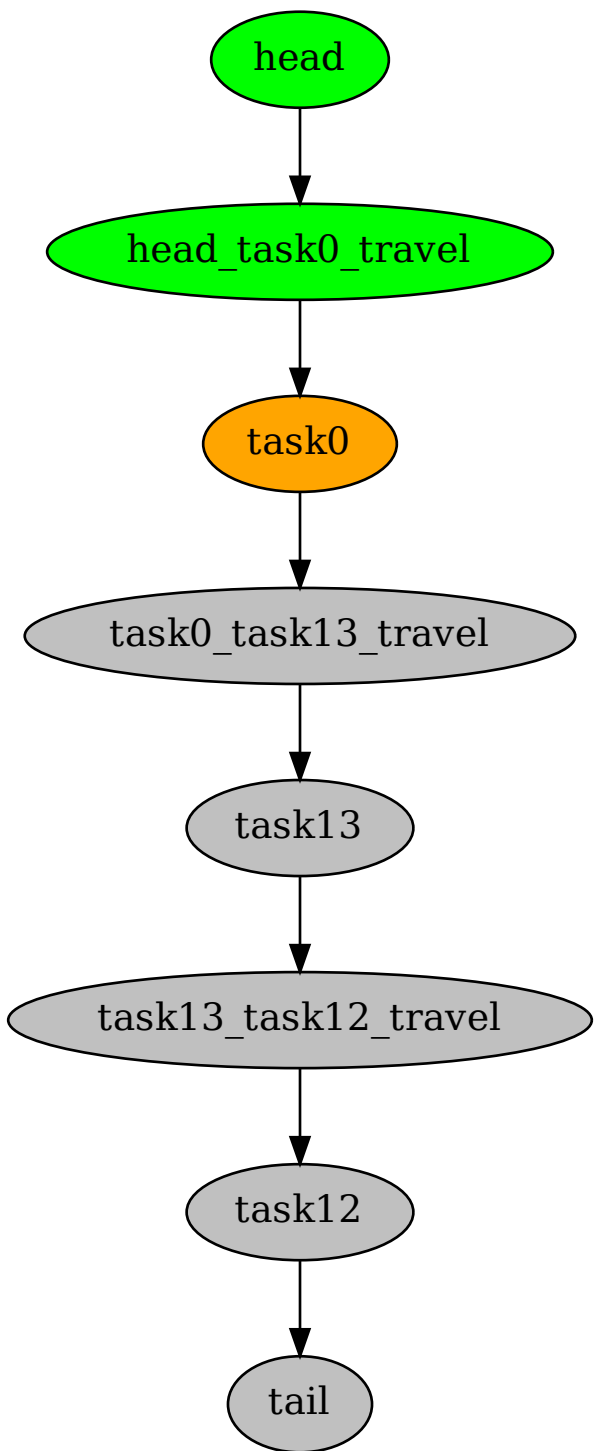 head
head_task0_travel
task0
task0_task13_travel
task13
task13_task12_travel
task12
tail